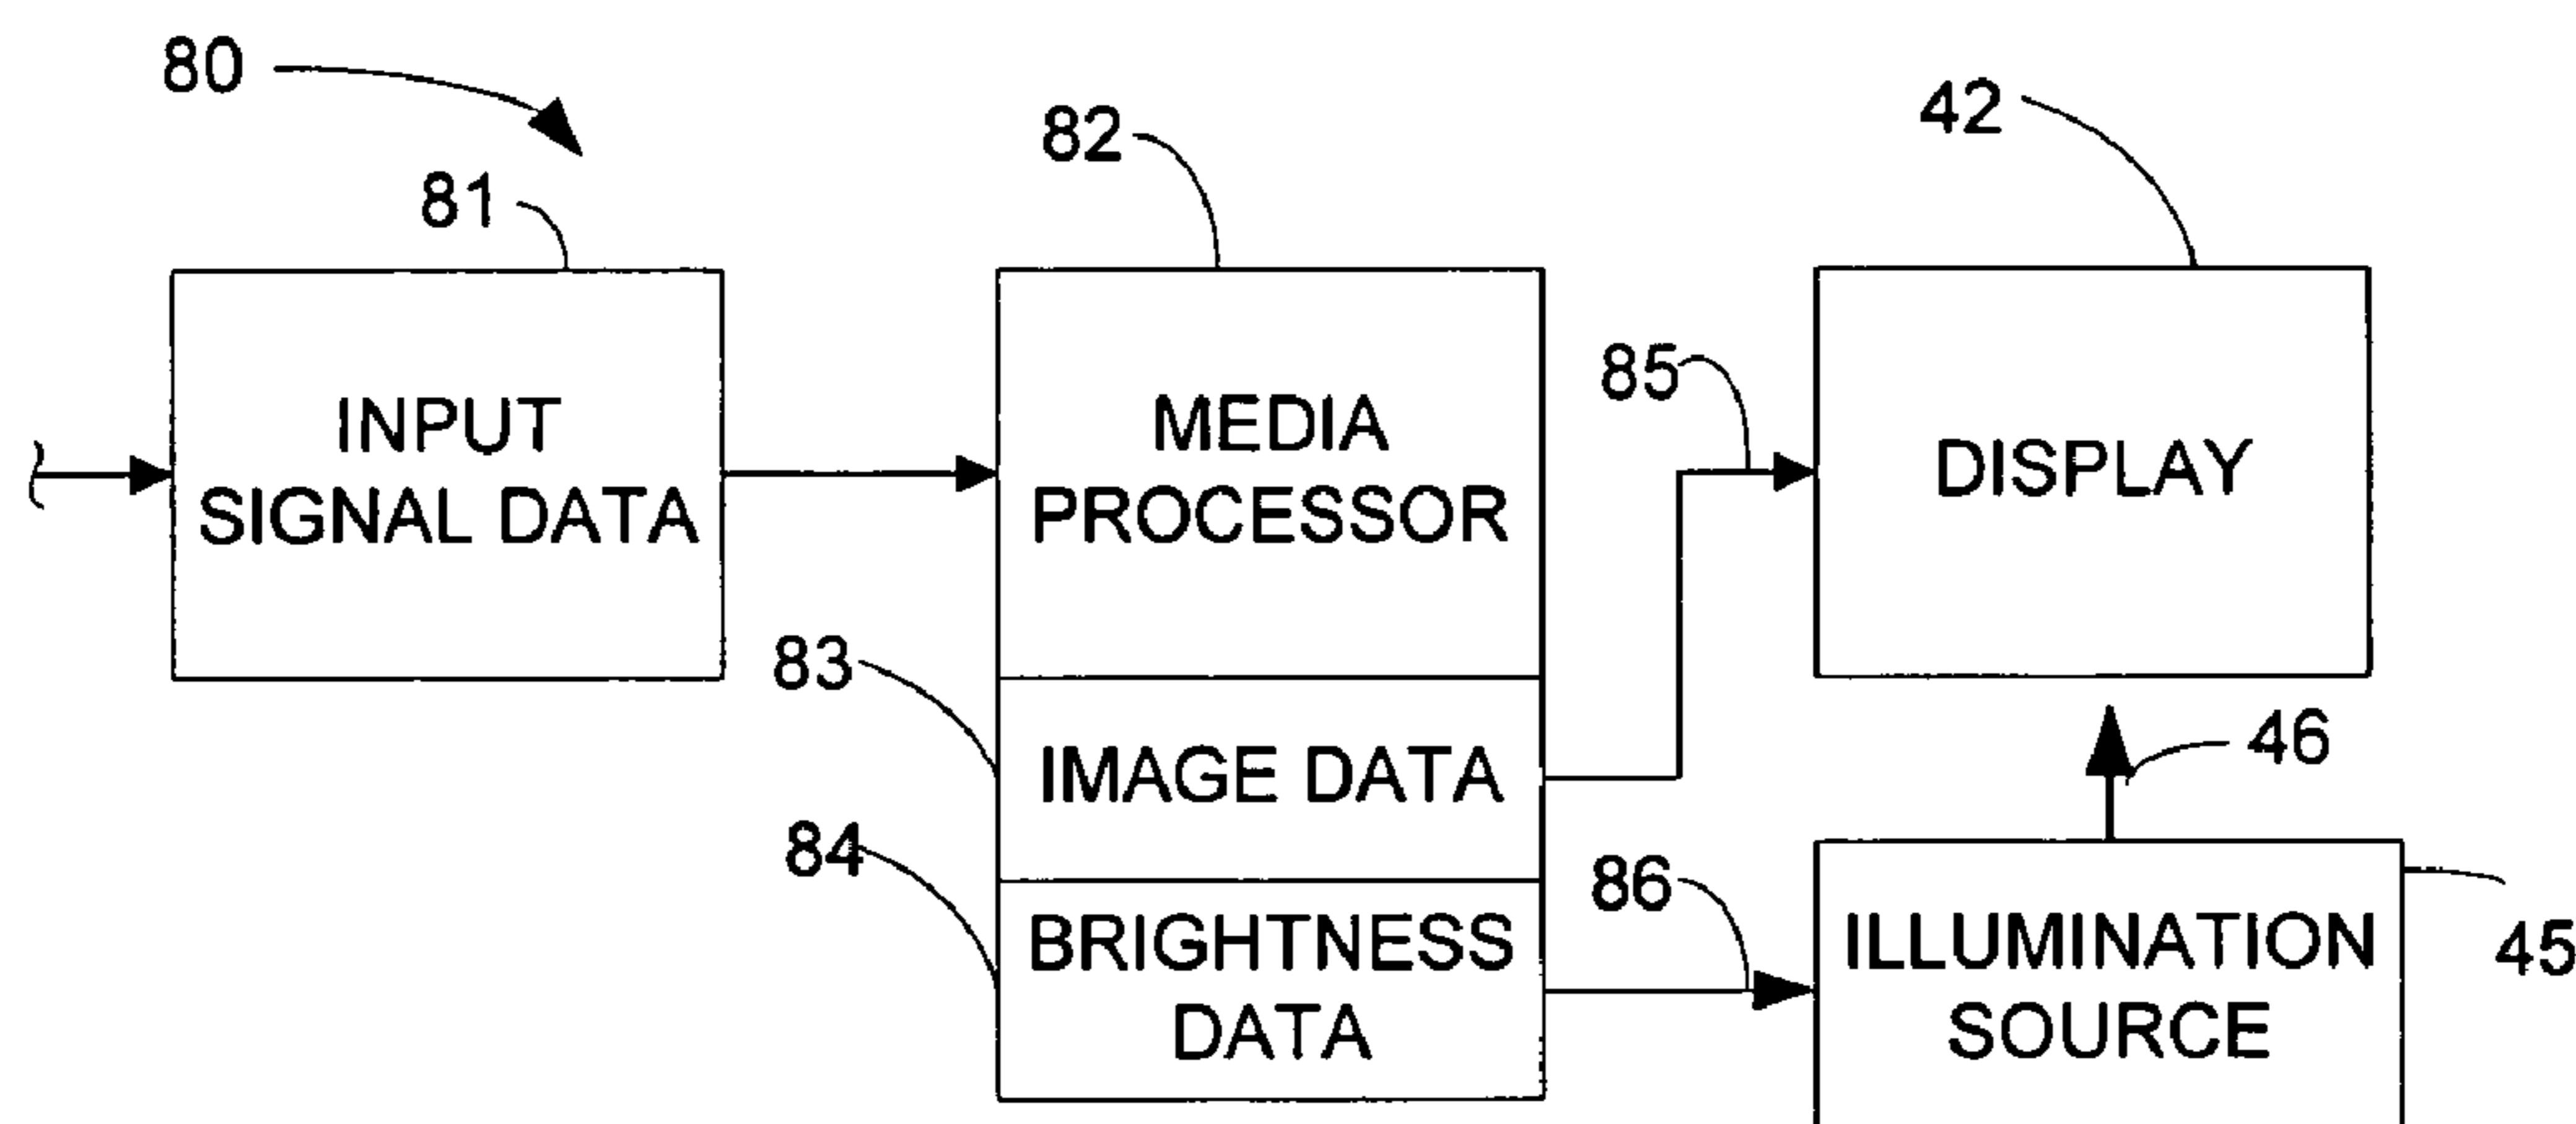 80
81
82
42
INPUT
SIGNAL DATA
MEDIA
PROCESSOR
85
DISPLAY
83
IMAGE DATA
46
84
BRIGHTNESS
DATA
86
ILLUMINATION
SOURCE
45